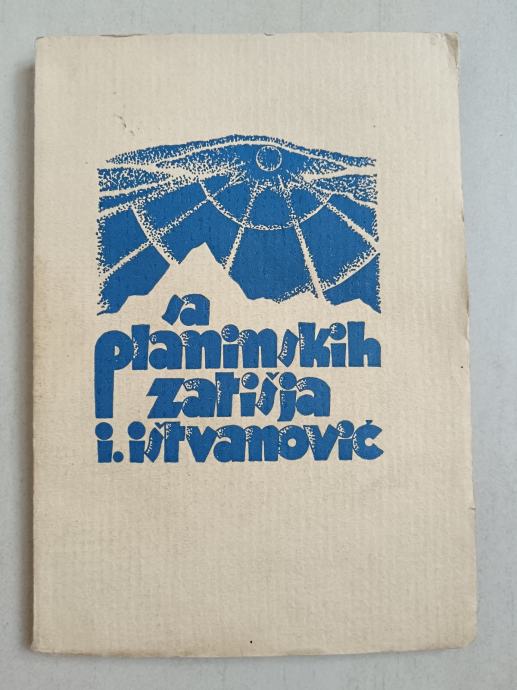 sa
planinskih
zatišja
i. ištvanović